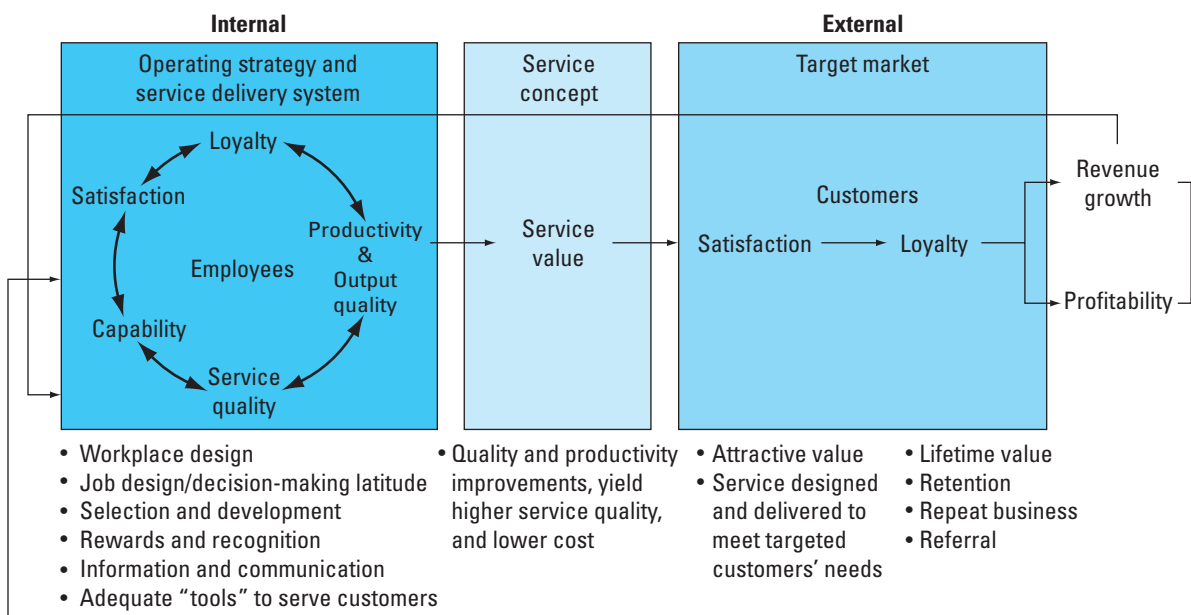 Internal
External
Operating strategy and
service delivery system
Service
concept
Target market
Loyalty
Satisfaction
Productivity
&
Output
quality
Employees
Capability
Service
quality
Service
value
Customers
Satisfaction
Loyalty
Revenue
growth
Profitability
• Workplace design
• Job design/decision-making latitude
• Selection and development
• Rewards and recognition
• Information and communication
• Adequate “tools” to serve customers
• Quality and productivity
improvements, yield
higher service quality,
and lower cost
• Attractive value
• Service designed
and delivered to
meet targeted
customers’ needs
• Lifetime value
• Retention
• Repeat business
• Referral